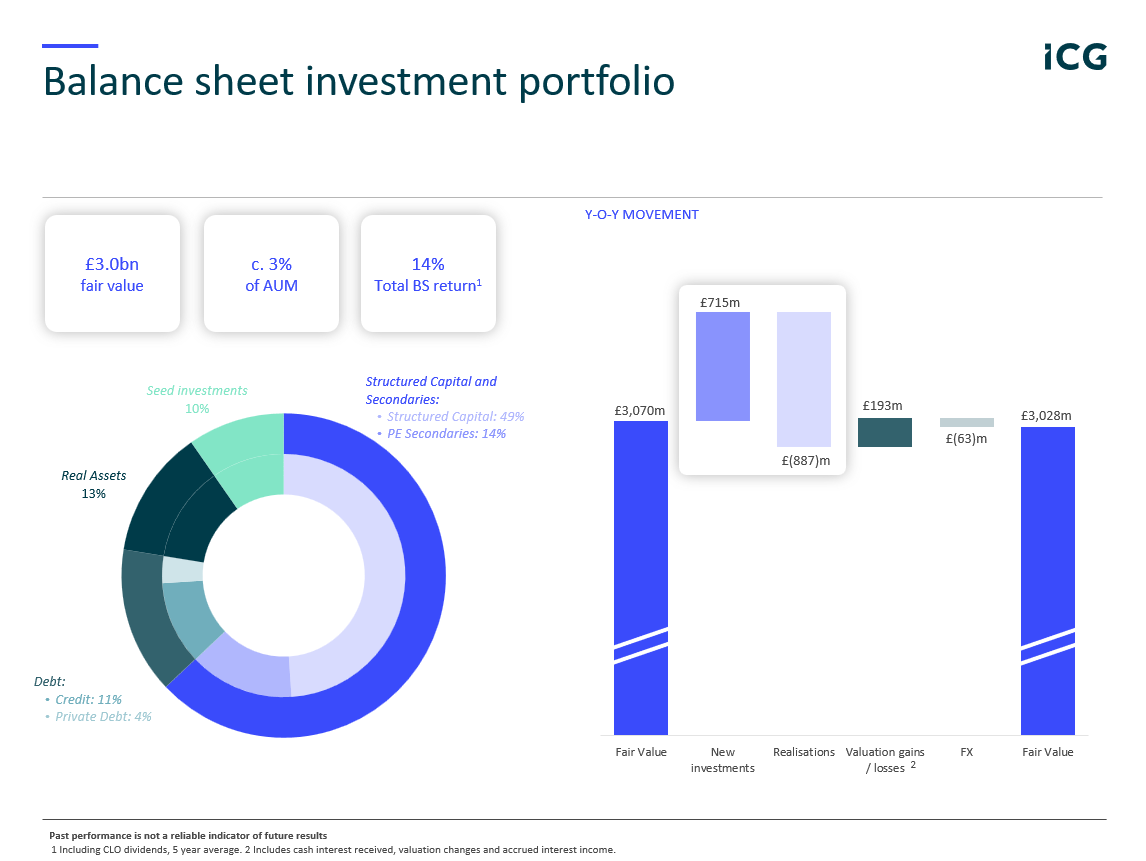 Balance sheet investment portfolio
iCG
£3.0bn
fair value
c. 3%
of AUM
14%
Total BS return1
Seed investments
10%
Structured Capital and
Secondaries:
• Structured Capital: 49%
• PE Secondaries: 14%
Real Assets
13%
Debt:
• Credit: 11%
• Private Debt: 4%
Y-O-Y MOVEMENT
£3,070m
£715m
£(887)m
£193m
£(63)m
£3,028m
Fair Value
New
investments
Realisations
Valuation gains
/ losses 2
FX
Fair Value
Past performance is not a reliable indicator of future results
1 Including CLO dividends, 5 year average. 2 Includes cash interest received, valuation changes and accrued interest income.